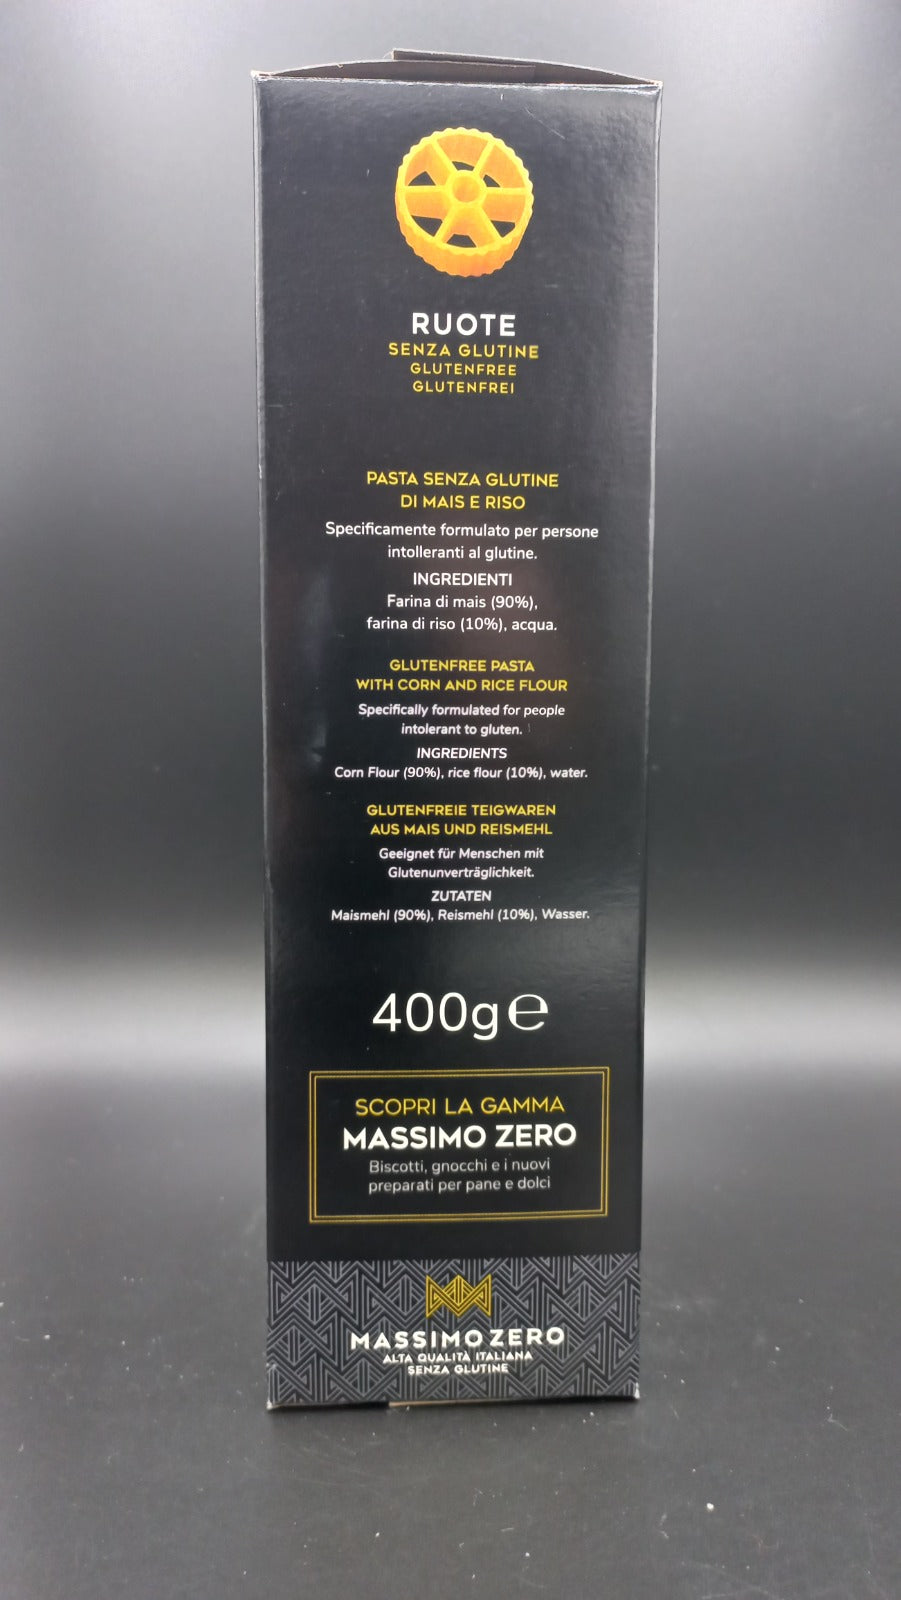 RUOTE
SENZA GLUTINE
GLUTENFREE
GLUTENFREI
PASTA SENZA GLUTINE
DI MAIS E RISO
Specificamente formulato per persone
intolleranti al glutine.
INGREDIENTI
Farina di mais (90%),
farina di riso (10%), acqua.
GLUTENFREE PASTA
WITH CORN AND RICE FLOUR
Specifically formulated for people
intolerant to gluten.
INGREDIENTS
Corn Flour (90%), rice flour (10%), water.
GLUTENFREIE TEIGWAREN
AUS MAIS UND REISMEHL
Geeignet für Menschen mit
Glutenunverträglichkeit.
ZUTATEN
Maismehl (90%), Reismehl (10%), Wasser.
400g℮
SCOPRI LA GAMMA
MASSIMO ZERO
Biscotti, gnocchi e i nuovi
preparati per pane e dolci
MASSIMO ZERO
ALTA QUALITÀ ITALIANA
SENZA GLUTINE